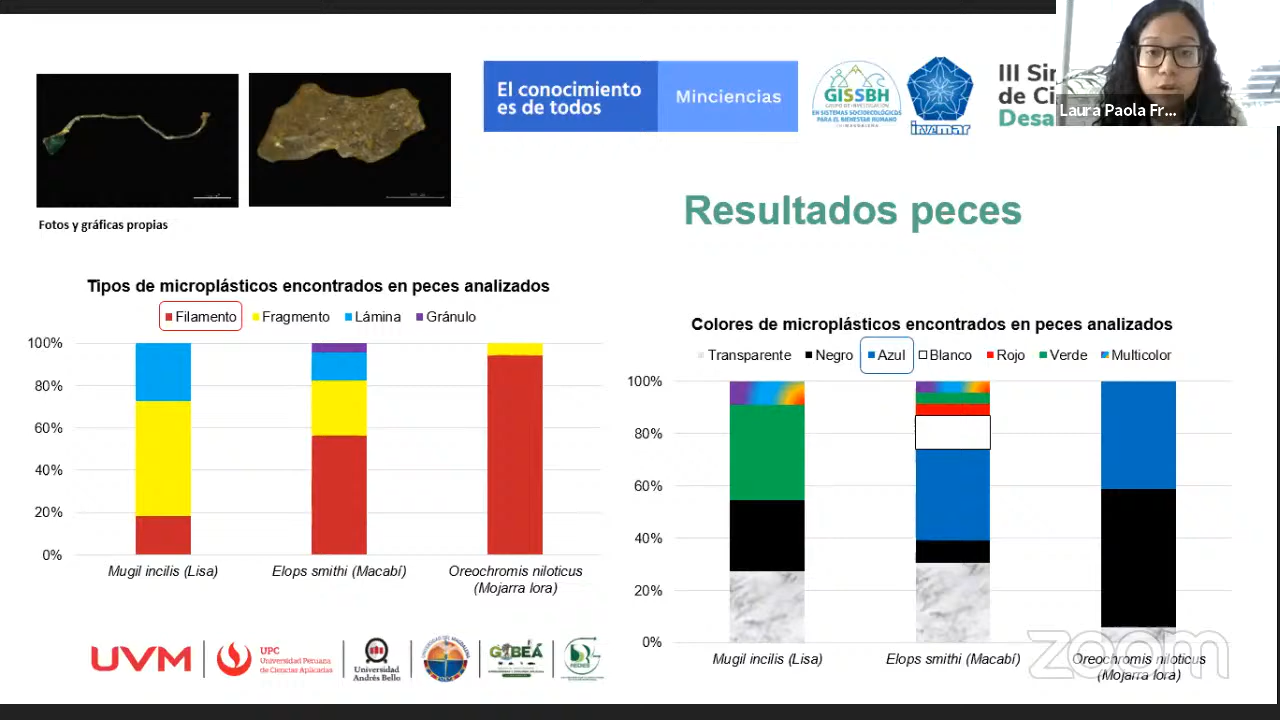 El conocimiento
es de todos
Minciencias
GISSBH
GRUPO DE INVESTIGACIÓN
EN SISTEMAS SOCIOECOLÓGICOS
PARA EL BIENESTAR HUMANO
invemar
III Sin
de Ci
Desa
Laura Paola Fr...
Fotos y gráficas propias
Resultados peces
Tipos de microplásticos encontrados en peces analizados
Filamento Fragmento Lámina Gránulo
100%
80%
60%
40%
20%
0%
Mugil incilis (Lisa) Elops smithi (Macabí) Oreochromis niloticus
(Mojarra lora)
Colores de microplásticos encontrados en peces analizados
Transparente Negro Azul Blanco Rojo Verde Multicolor
100%
80%
60%
40%
20%
0%
Mugil incilis (Lisa) Elops smithi (Macabí) Oreochromis niloticus
(Mojarra lora)
zoom
UVM
UPC
Universidad Peruana
de Ciencias Aplicadas
Universidad
Andrés Bello